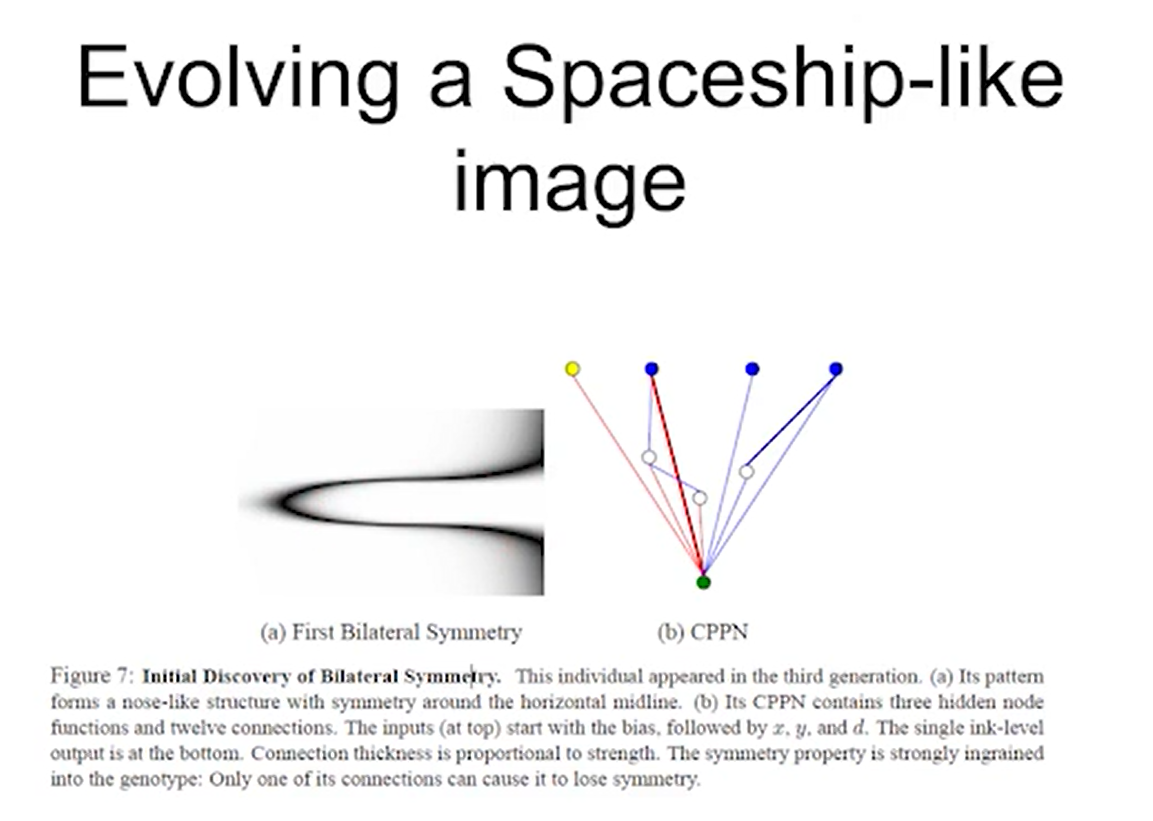 Evolving a Spaceship-like
image
(a) First Bilateral Symmetry
(b) CPPN
Figure 7: Initial Discovery of Bilateral Symmetry. This individual appeared in the third generation. (a) Its pattern
forms a nose-like structure with symmetry around the horizontal midline. (b) Its CPPN contains three hidden node
functions and twelve connections. The inputs (at top) start with the bias, followed by x, y, and d. The single ink-level
output is at the bottom. Connection thickness is proportional to strength. The symmetry property is strongly ingrained
into the genotype: Only one of its connections can cause it to lose symmetry.